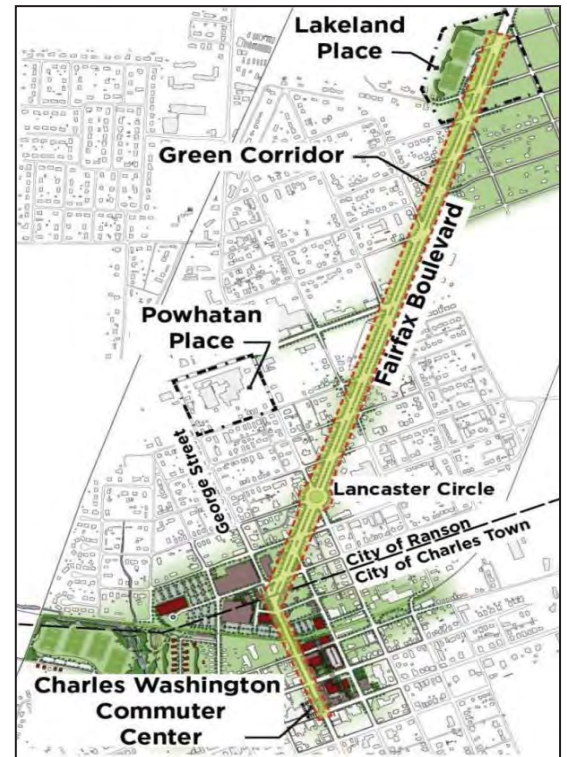 Lakeland
Place
Green Corridor
Fairfax Boulevard
Powhatan
Place
George Street
Lancaster Circle
City of Ranson
City of Charles Town
Charles Washington
Commuter
Center